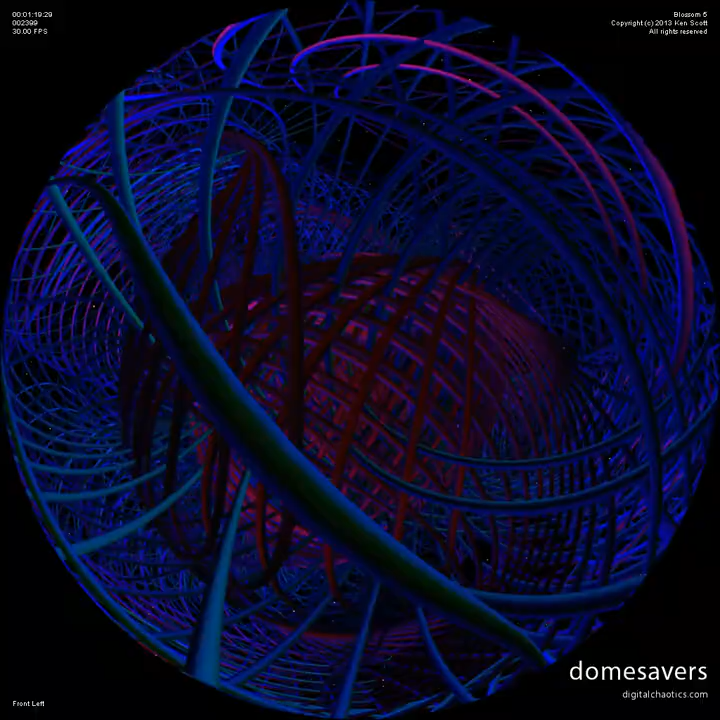 00:01:19:29
002399
30.00 FPS
Blossom 5
Copyright (c) 2013 Ken Scott
All rights reserved
domesavers
digitalchaotics.com
Front Left